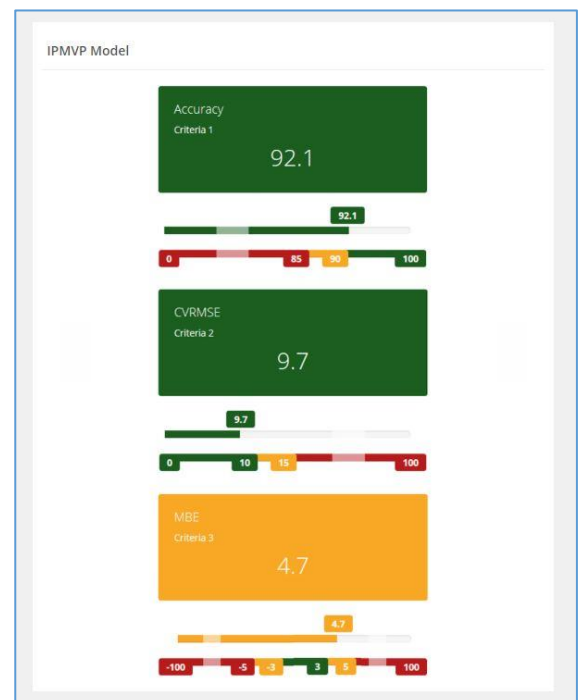 IPMVP Model
Accuracy
Criteria 1
92.1
92.1
0 85 90 100
CVRMSE
Criteria 2
9.7
9.7
0 10 15 100
MBE
Criteria 3
4.7
4.7
-100 -5 -3 3 5 100